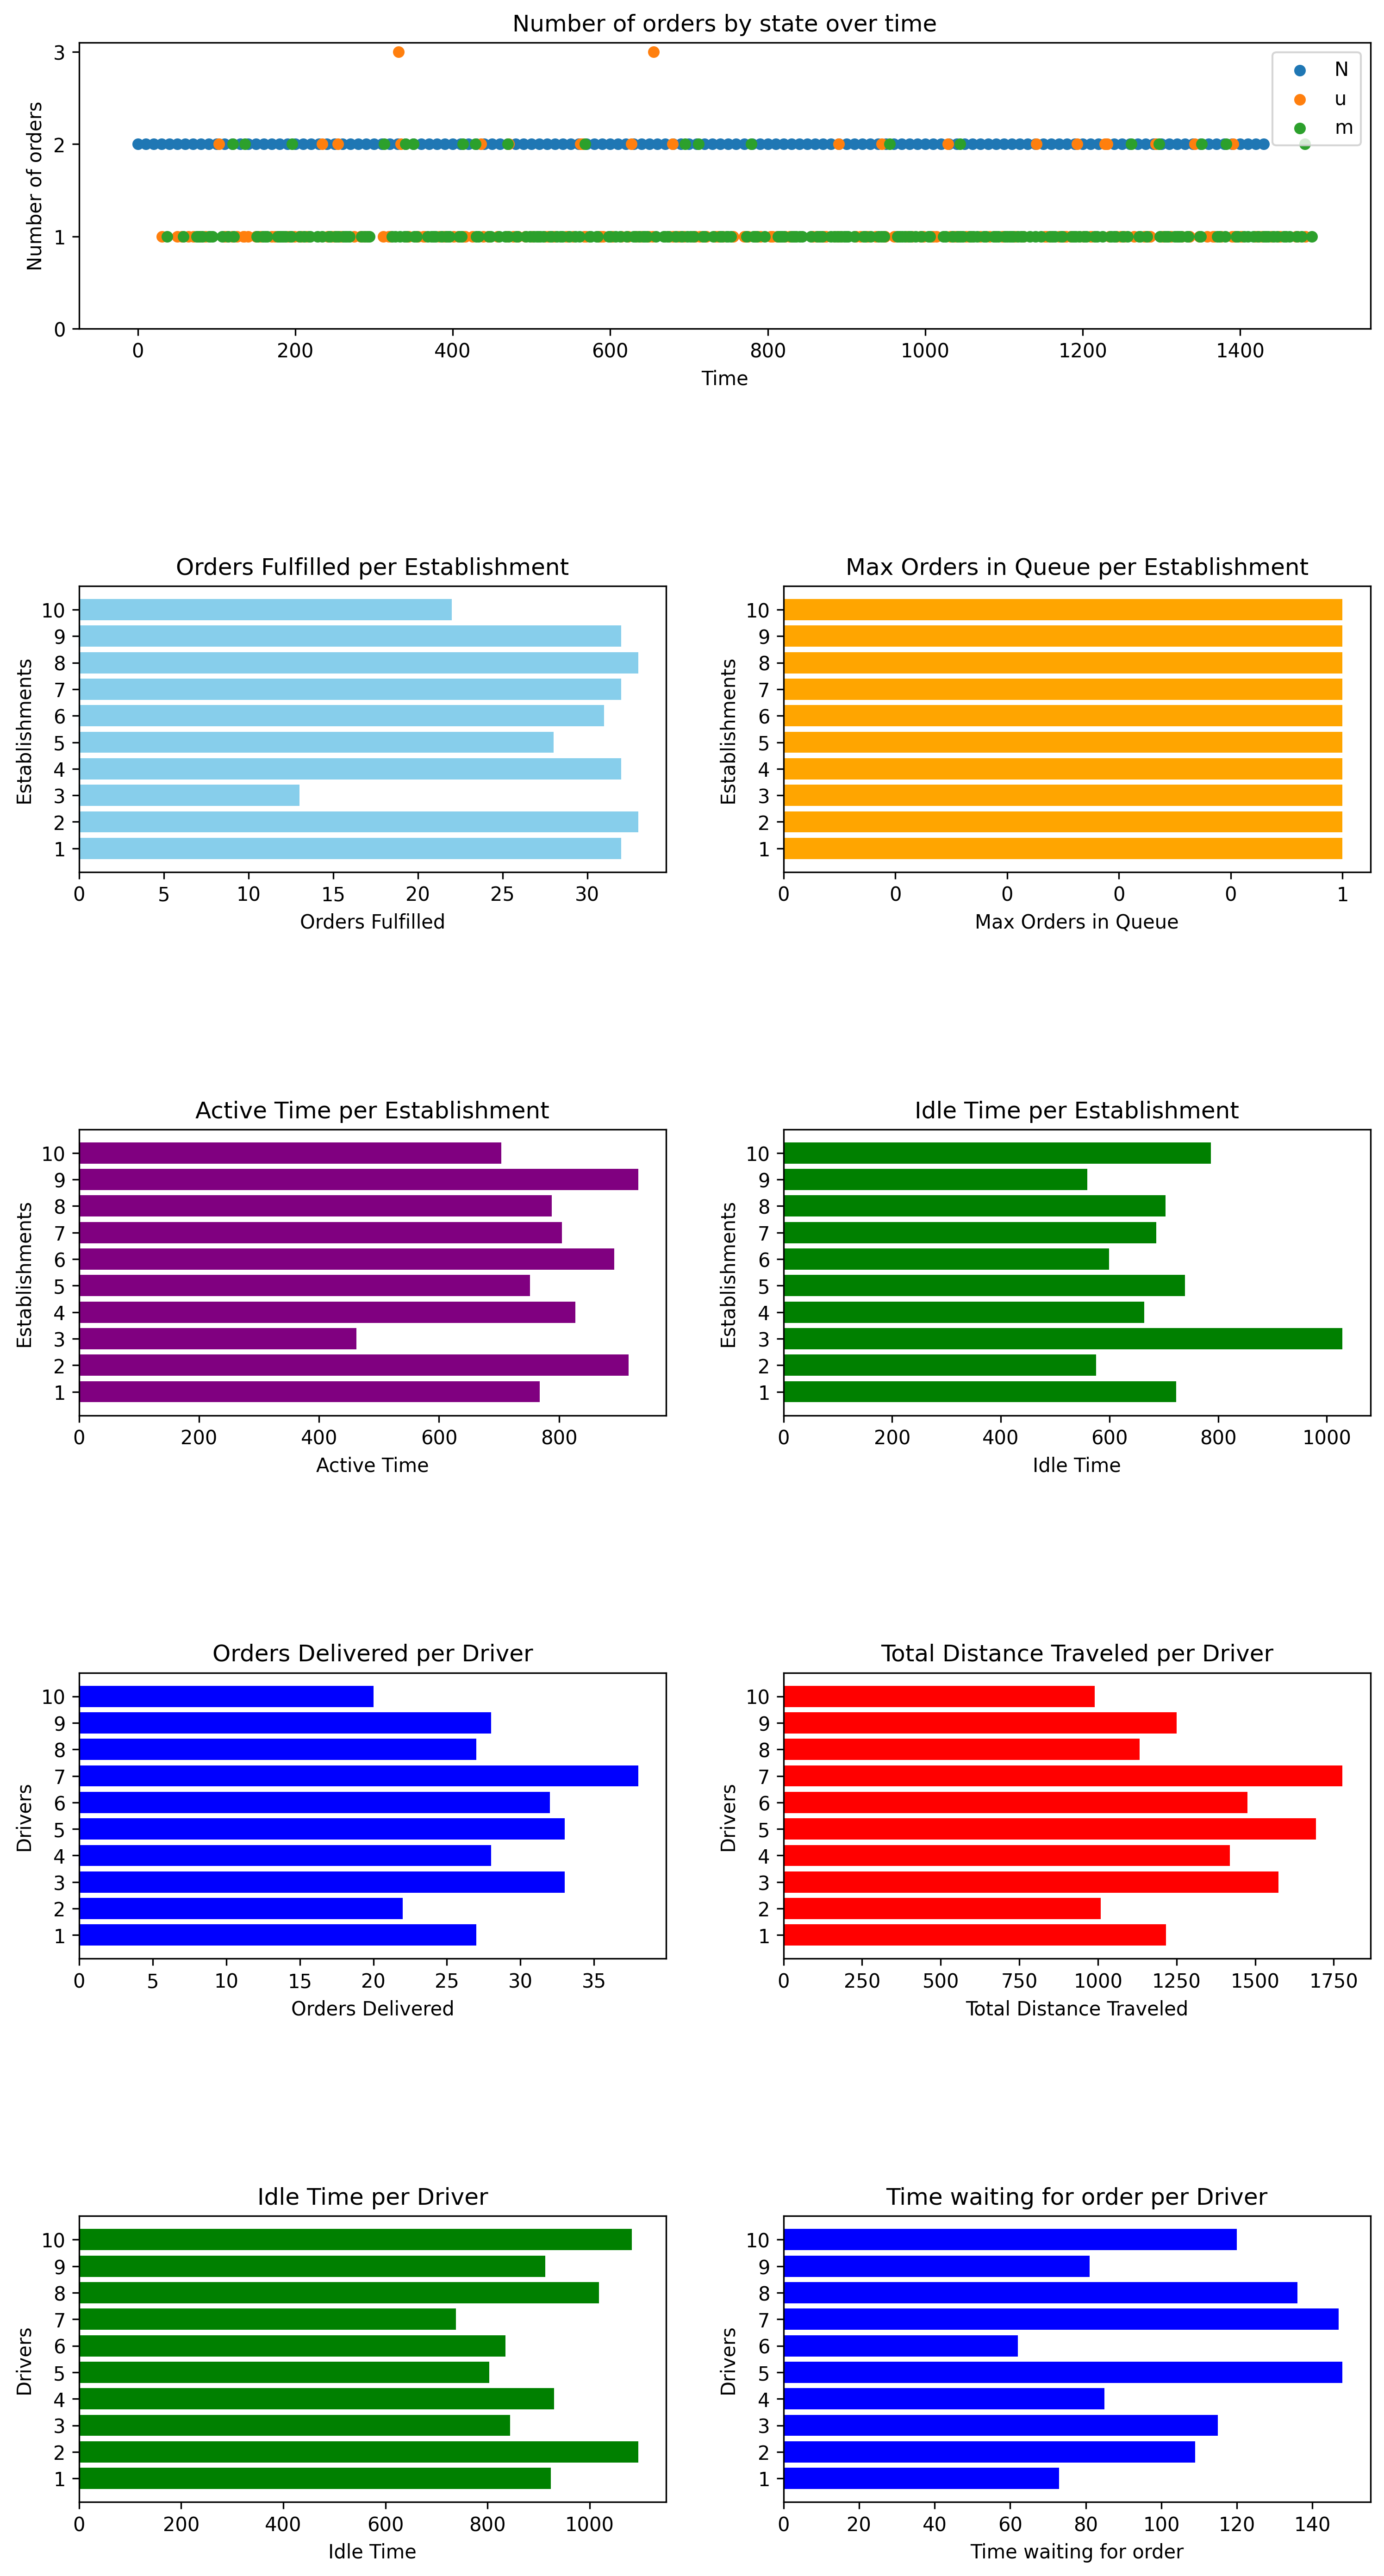 Number of orders by state over time
Number of orders
3
2
1
0
N
u
m
0 200 400 600 800 1000 1200 1400
Time
Orders Fulfilled per Establishment
Establishments
10
9
8
7
6
5
4
3
2
1
0 5 10 15 20 25 30
Orders Fulfilled
Max Orders in Queue per Establishment
Establishments
10
9
8
7
6
5
4
3
2
1
0 0 0 0 0 1
Max Orders in Queue
Active Time per Establishment
Establishments
10
9
8
7
6
5
4
3
2
1
0 200 400 600 800
Active Time
Idle Time per Establishment
Establishments
10
9
8
7
6
5
4
3
2
1
0 200 400 600 800 1000
Idle Time
Orders Delivered per Driver
Drivers
10
9
8
7
6
5
4
3
2
1
0 5 10 15 20 25 30 35
Orders Delivered
Total Distance Traveled per Driver
Drivers
10
9
8
7
6
5
4
3
2
1
0 250 500 750 1000 1250 1500 1750
Total Distance Traveled
Idle Time per Driver
Drivers
10
9
8
7
6
5
4
3
2
1
0 200 400 600 800 1000
Idle Time
Time waiting for order per Driver
Drivers
10
9
8
7
6
5
4
3
2
1
0 20 40 60 80 100 120 140
Time waiting for order